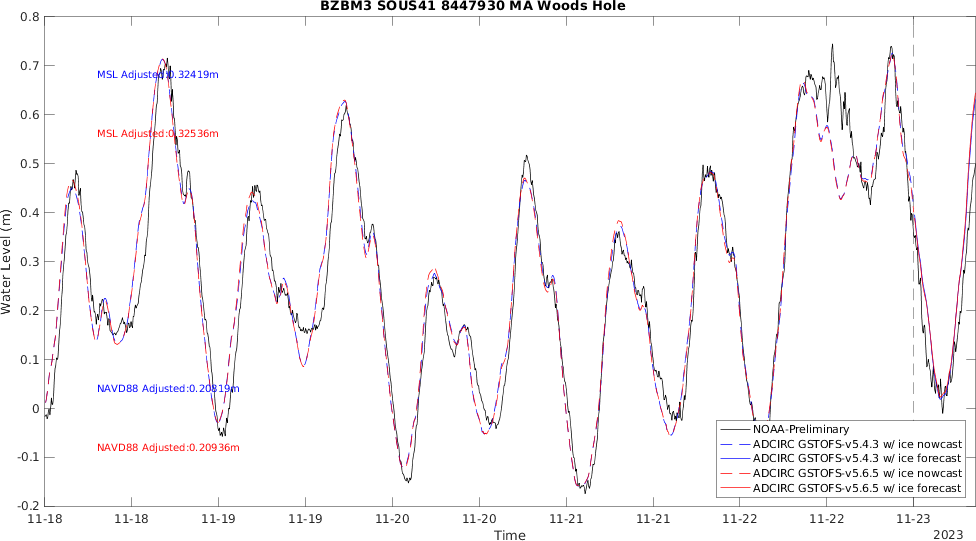 BZBM3 SOUS41 8447930 MA Woods Hole
0.8
0.7
0.6
0.5
0.4
0.3
0.2
0.1
0
-0.1
-0.2
Water Level (m)
MSL Adjusted:0.32419m
MSL Adjusted:0.32536m
NAVD88 Adjusted:0.20819m
NAVD88 Adjusted:0.20936m
NOAA-Preliminary
ADCIRC GSTOFS-v5.4.3 w/ ice nowcast
ADCIRC GSTOFS-v5.4.3 w/ ice forecast
ADCIRC GSTOFS-v5.6.5 w/ ice nowcast
ADCIRC GSTOFS-v5.6.5 w/ ice forecast
11-18 11-18 11-19 11-19 11-20 11-20 11-21 11-21 11-22 11-22 11-23
Time
2023